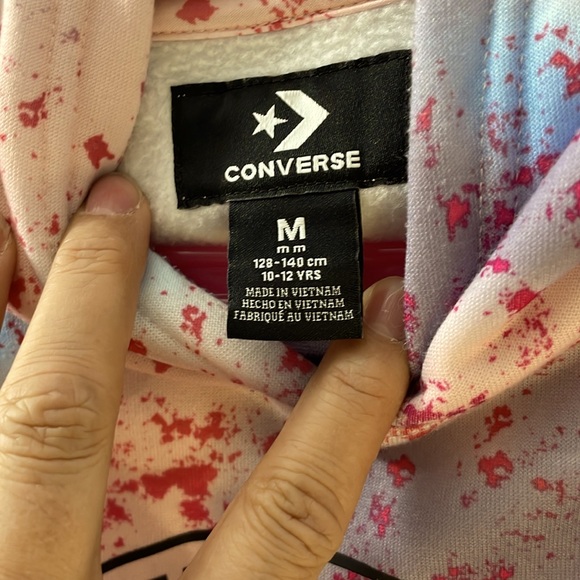 CONVERSE
M
m m
128-140 cm
10-12 YRS
MADE IN VIETNAM
HECHO EN VIETNAM
FABRIQUÉ AU VIETNAM